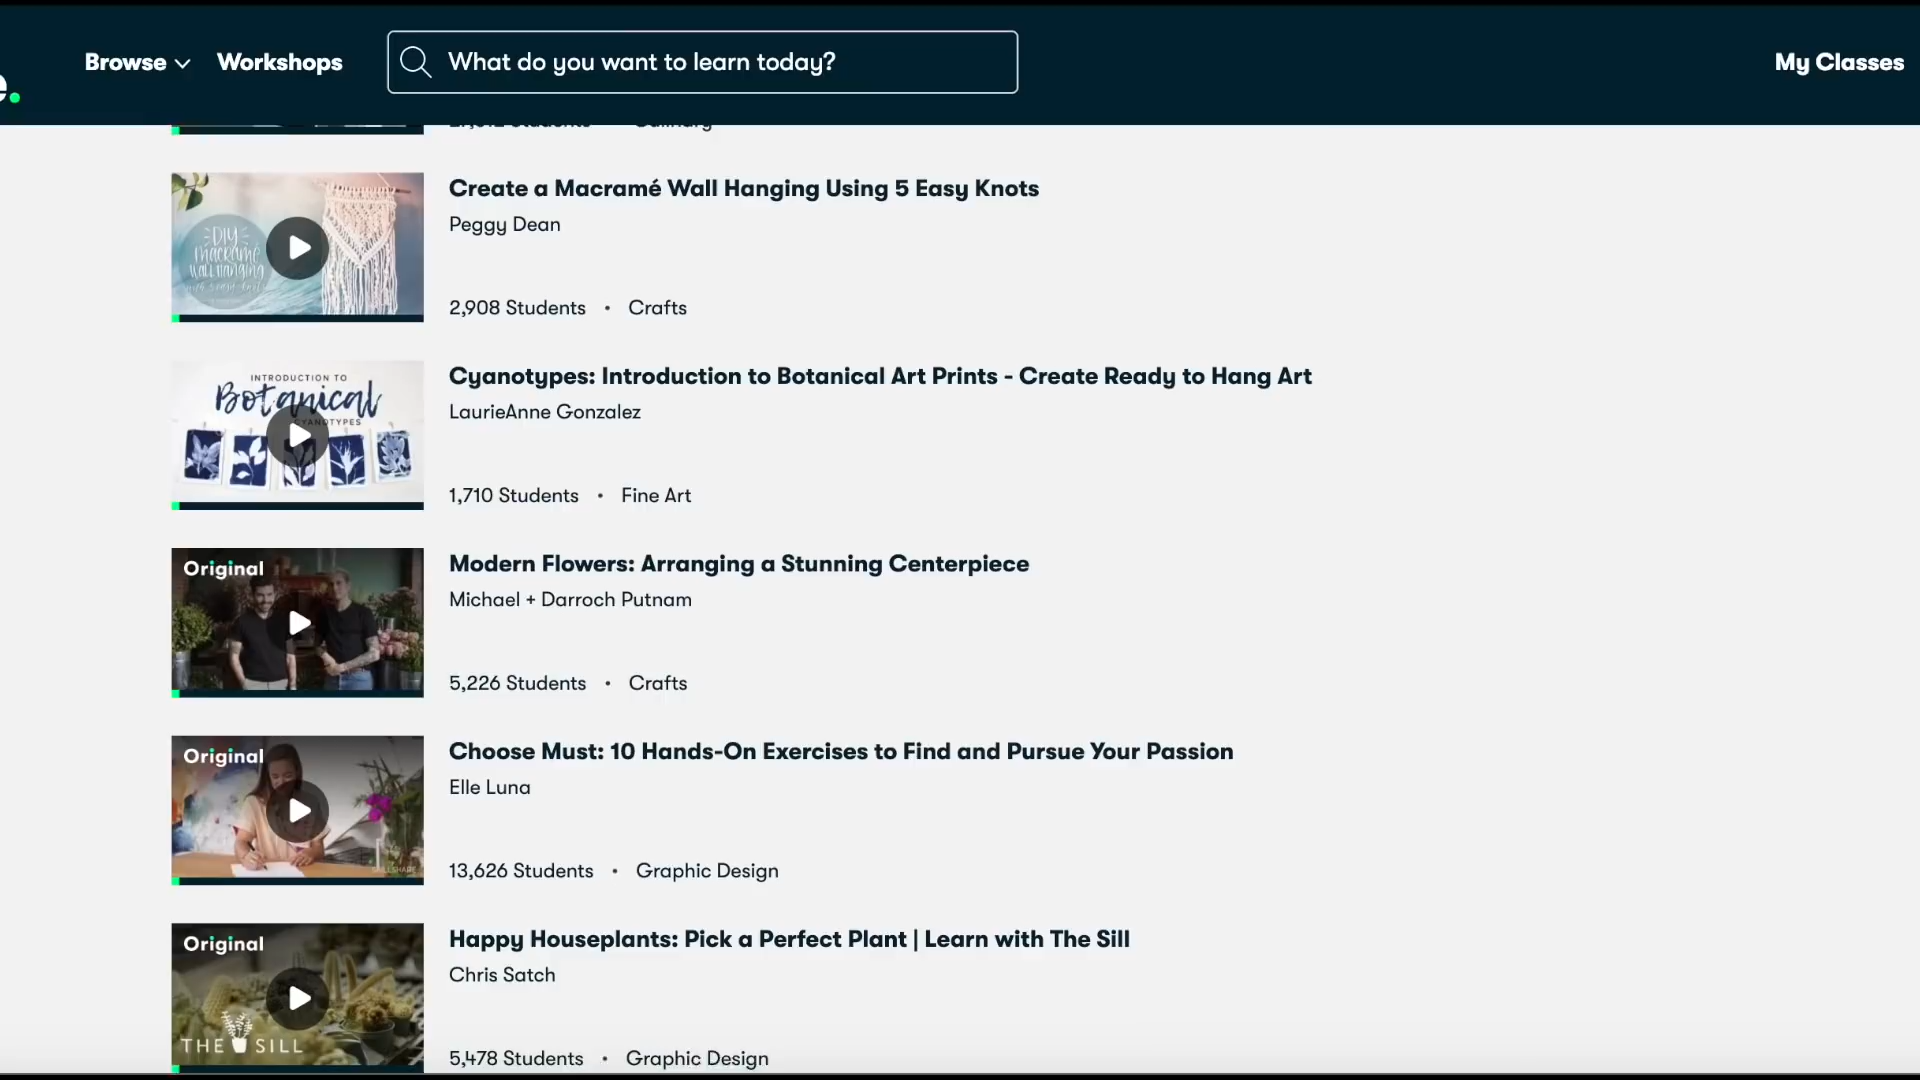 Browse
Workshops
What do you want to learn today?
My Classes
e.
Create a Macramé Wall Hanging Using 5 Easy Knots
Peggy Dean
2,908 Students • Crafts
DIY
macramé
wall hanging
Cyanotypes: Introduction to Botanical Art Prints - Create Ready to Hang Art
LaurieAnne Gonzalez
1,710 Students • Fine Art
INTRODUCTION TO
Botanical
CYANOTYPES
Original
Modern Flowers: Arranging a Stunning Centerpiece
Michael + Darroch Putnam
5,226 Students • Crafts
Original
Choose Must: 10 Hands-On Exercises to Find and Pursue Your Passion
Elle Luna
13,626 Students • Graphic Design
SKILLSHARE
Original
Happy Houseplants: Pick a Perfect Plant | Learn with The Sill
Chris Satch
5,478 Students • Graphic Design
THE SILL